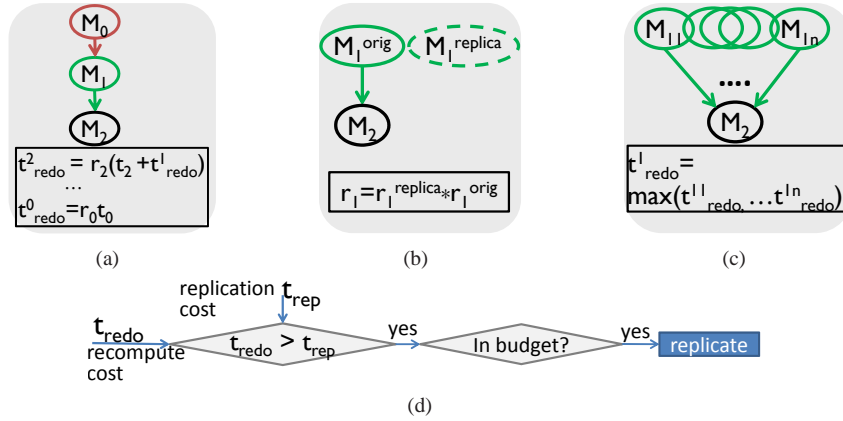 M₀
M₁
M₂
t²redo = r₂(t₂ + t¹redo)
...
t⁰redo=r₀t₀
(a)
M₁orig M₁replica
M₂
r₁=r₁replica*r₁orig
(b)
M₁₁ M₁ₙ
....
M₂
t¹redo=
max(t¹¹redo, ...t¹ⁿredo)
(c)
replication cost
trep
tredo
recompute cost
tredo > trep
yes
In budget?
yes
replicate
(d)